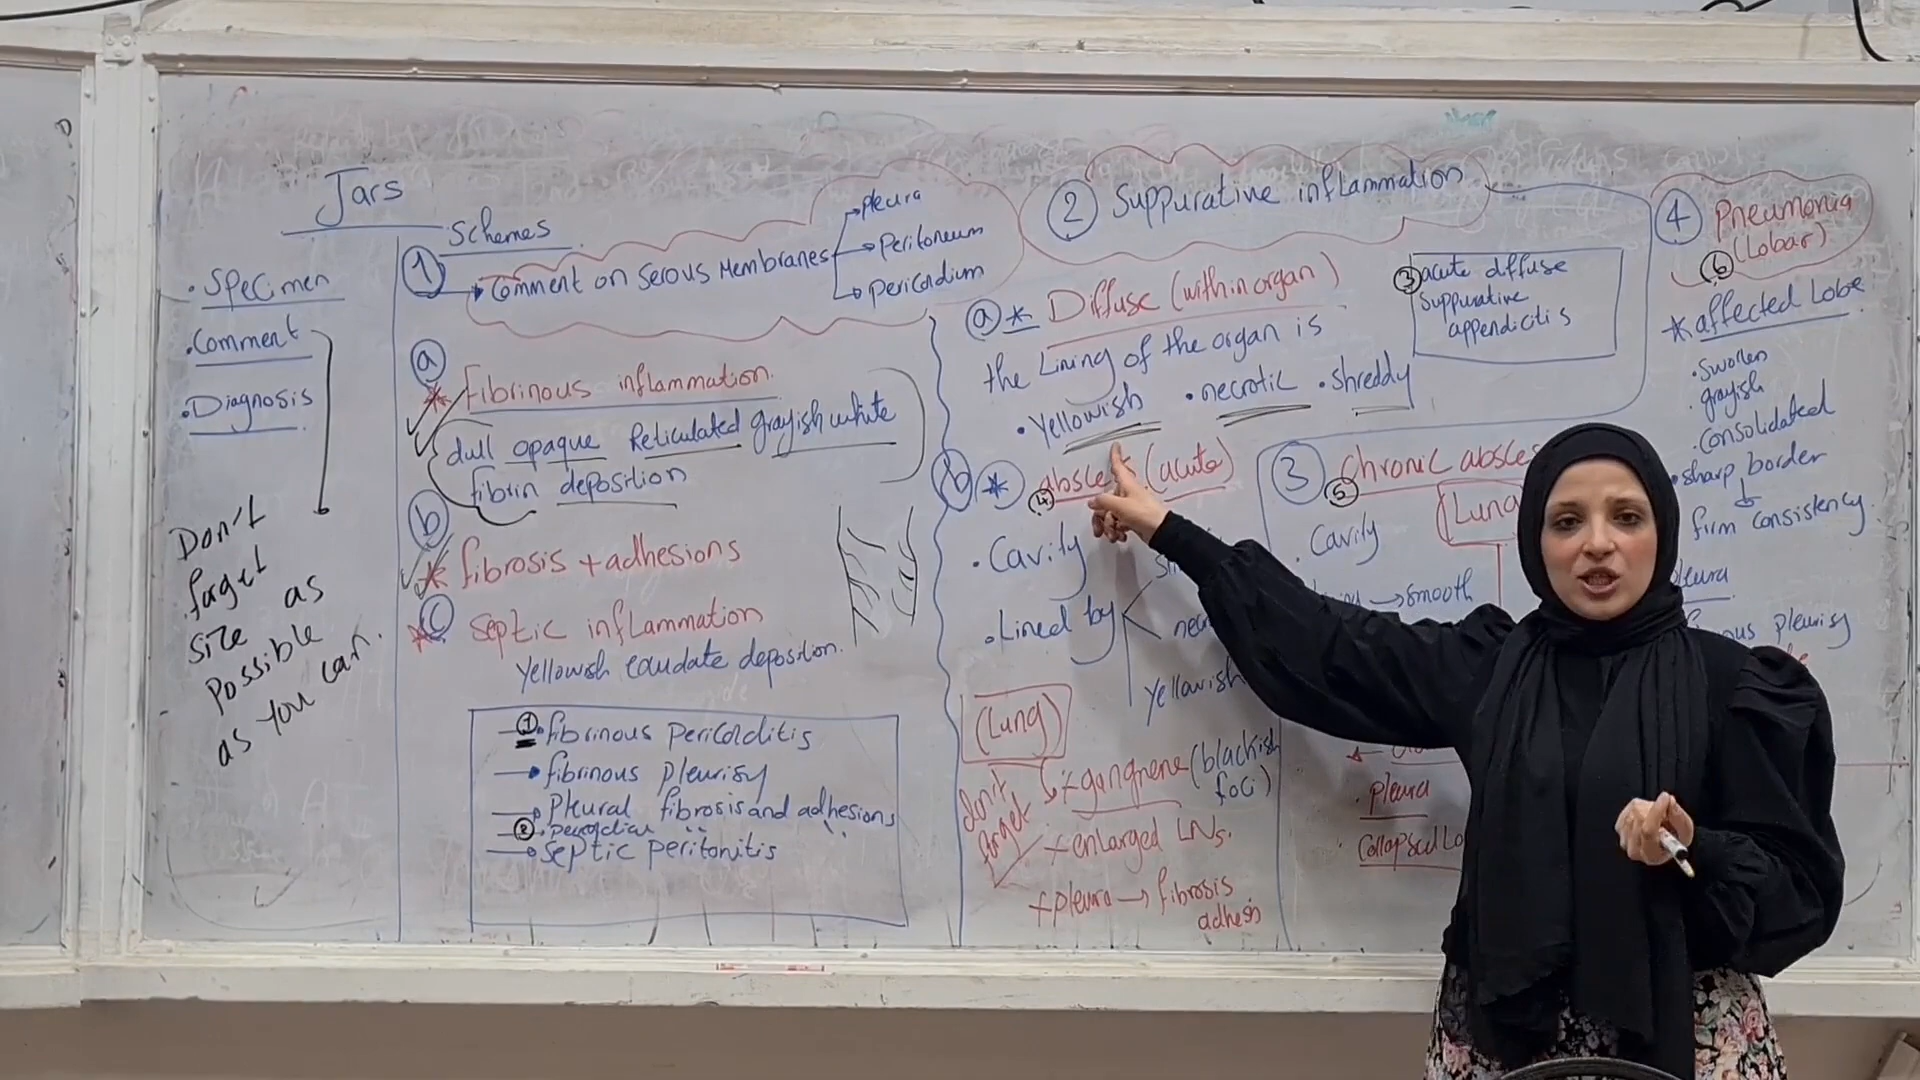 Jars
• Specimen
• Comment
• Diagnosis
Don't
forget
size as
possible
as you can.
Schemes
① Comment on serous Membranes
→ Pleura
→ Peritoneum
→ pericardium
ⓐ
* Fibrinous inflammation.
dull opaque Reticulated grayish white
fibrin deposition
ⓑ
* fibrosis + adhesions
ⓒ
* Septic inflammation
Yellowish exudate deposition.
① fibrinous pericarditis
→ fibrinous pleurisy
→ Pleural fibrosis and adhesions
② pericardial " "
→ Septic peritonitis
② Suppurative inflammation
ⓐ * Diffuse (within organ)
the Lining of the organ is
• Yellowish • necrotic • shreddy
③ acute diffuse
suppurative
appendicitis
ⓑ * abscess (acute)
④
• Cavity
• Lined by
Yellowish
(Lung)
don't
forget
+ gangrene (blackish
foci)
+ enlarged LNs.
+ pleura → fibrosis
adhesis
③ Chronic absces
⑤
• Cavity
Lung
→ smooth
• pleura
• Collapsed Lo
④ Pneumonia
(Lobar)
⑥
* affected Lobe
• swollen
• grayish
• Consolidated
• sharp border
firm consistency.
pleura
pleurisy